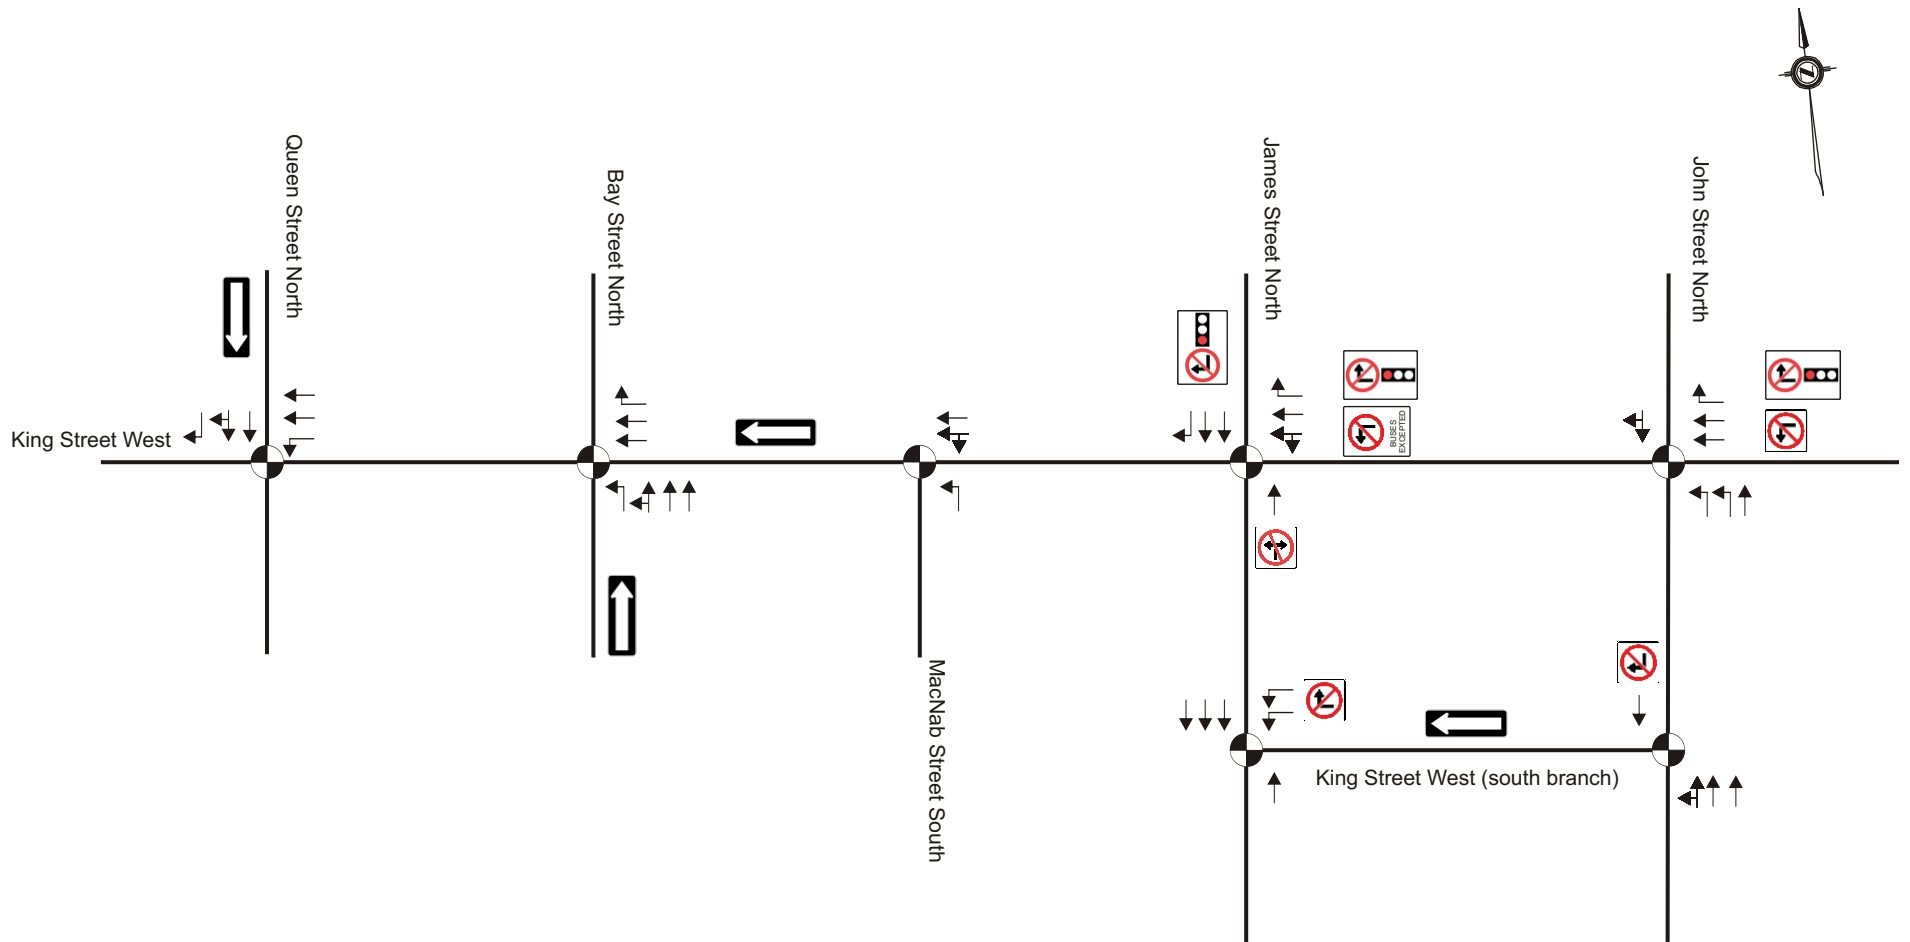 Queen Street North
Bay Street North
James Street North
John Street North
BUSES
EXCEPTED
King Street West
MacNab Street South
King Street West (south branch)